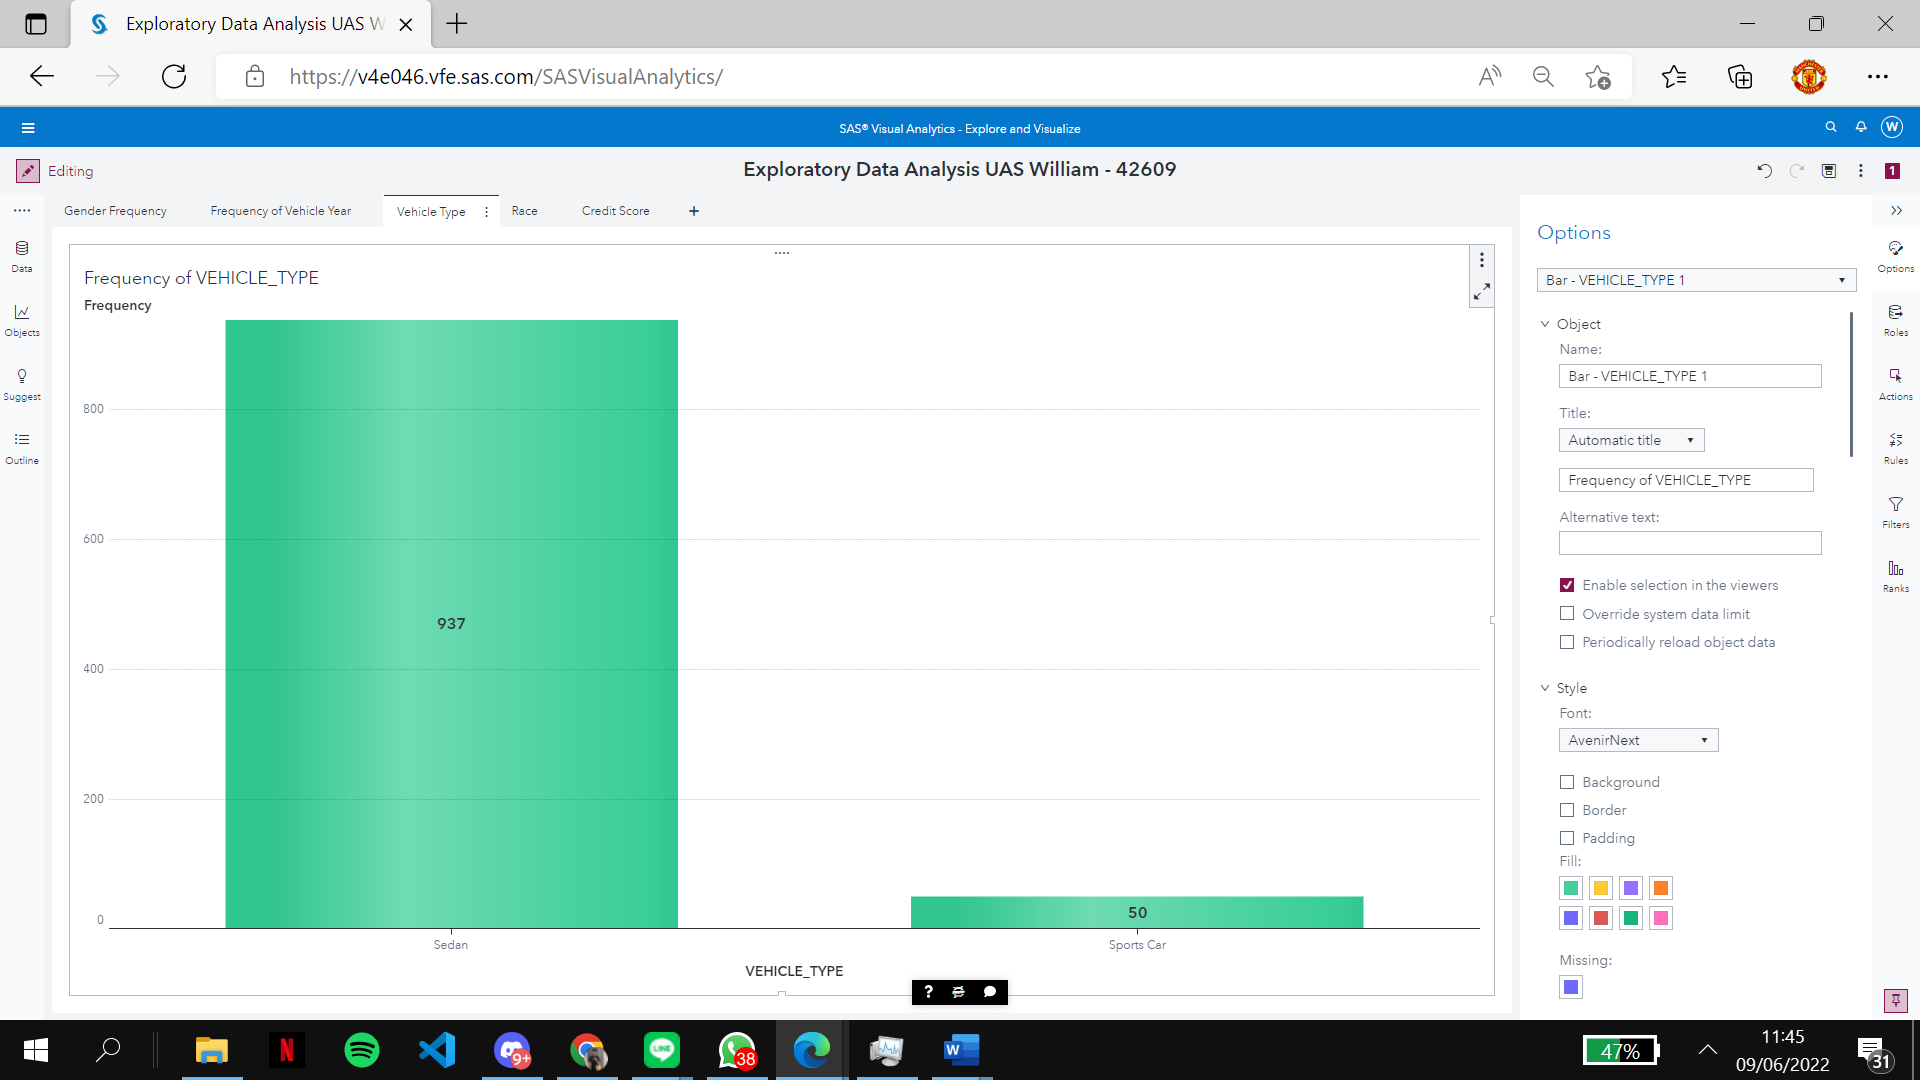 Exploratory Data Analysis UAS W
https://v4e046.vfe.sas.com/SASVisualAnalytics/
SAS® Visual Analytics - Explore and Visualize
W
Editing
Exploratory Data Analysis UAS William - 42609
1
Gender Frequency
Frequency of Vehicle Year
Vehicle Type
Race
Credit Score
Data
Objects
Suggest
Outline
Frequency of VEHICLE_TYPE
Frequency
800
600
400
200
0
937
50
Sedan
Sports Car
VEHICLE_TYPE
Options
Bar - VEHICLE_TYPE 1
Object
Name:
Bar - VEHICLE_TYPE 1
Title:
Automatic title
Frequency of VEHICLE_TYPE
Alternative text:
Enable selection in the viewers
Override system data limit
Periodically reload object data
Style
Font:
AvenirNext
Background
Border
Padding
Fill:
Missing:
Options
Roles
Actions
Rules
Filters
Ranks
9+
38
47%
11:45
09/06/2022
31